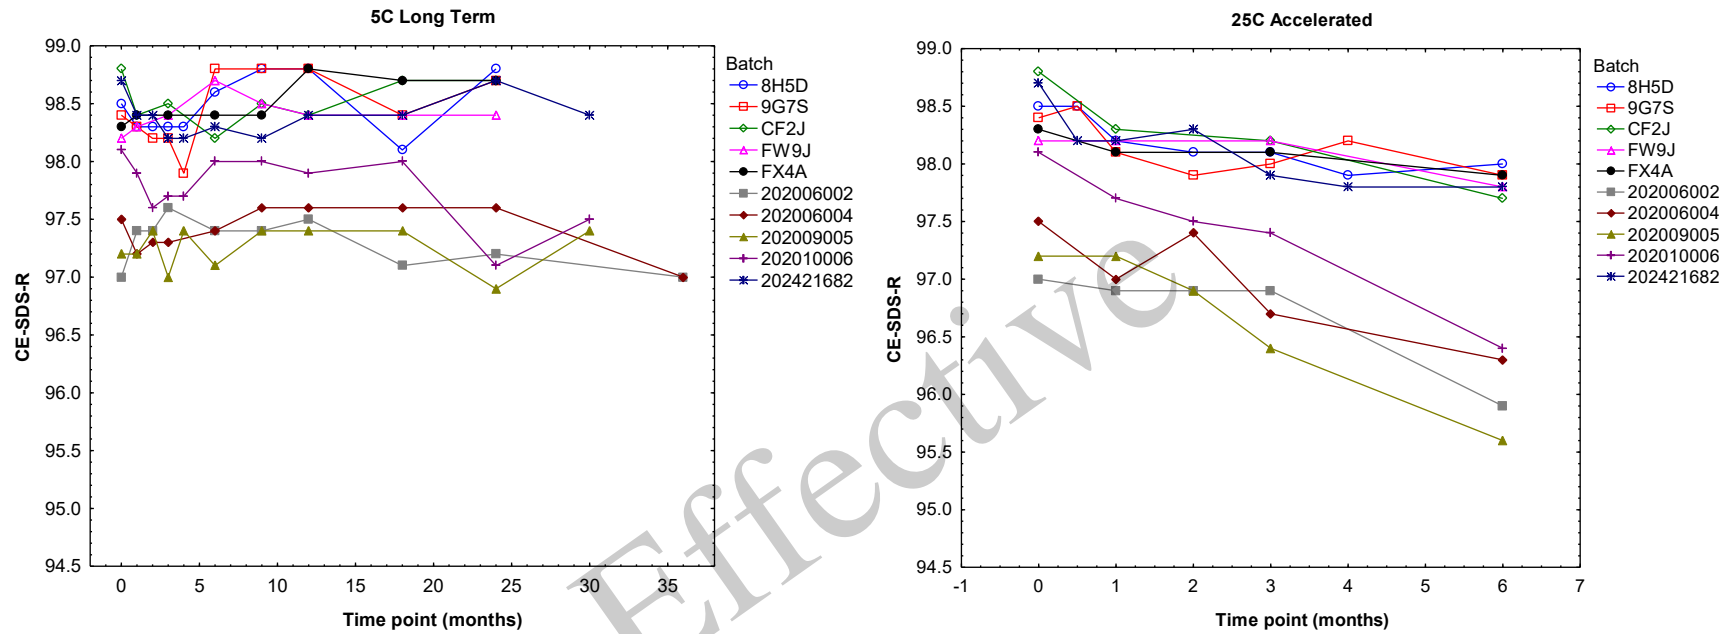 5C Long Term
CE-SDS-R
99.0
98.5
98.0
97.5
97.0
96.5
96.0
95.5
95.0
94.5
0 5 10 15 20 25 30 35
Time point (months)
Batch
8H5D
9G7S
CF2J
FW9J
FX4A
202006002
202006004
202009005
202010006
202421682
25C Accelerated
CE-SDS-R
99.0
98.5
98.0
97.5
97.0
96.5
96.0
95.5
95.0
94.5
-1 0 1 2 3 4 5 6 7
Time point (months)
Batch
8H5D
9G7S
CF2J
FW9J
FX4A
202006002
202006004
202009005
202010006
202421682
Effective